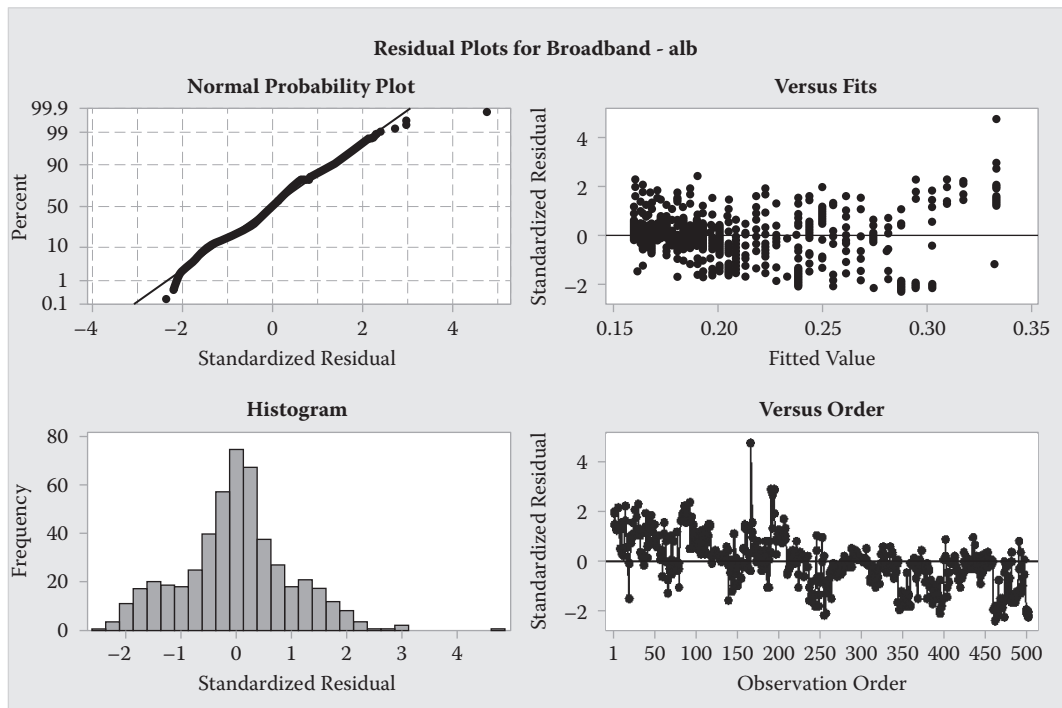 Residual Plots for Broadband - alb
Normal Probability Plot
Percent
99.9
99
90
50
10
1
0.1
−4 −2 0 2 4
Standardized Residual
Versus Fits
Standardized Residual
4
2
0
−2
0.15 0.20 0.25 0.30 0.35
Fitted Value
Histogram
Frequency
80
60
40
20
0
−2 −1 0 1 2 3 4
Standardized Residual
Versus Order
Standardized Residual
4
2
0
−2
1 50 100 150 200 250 300 350 400 450 500
Observation Order